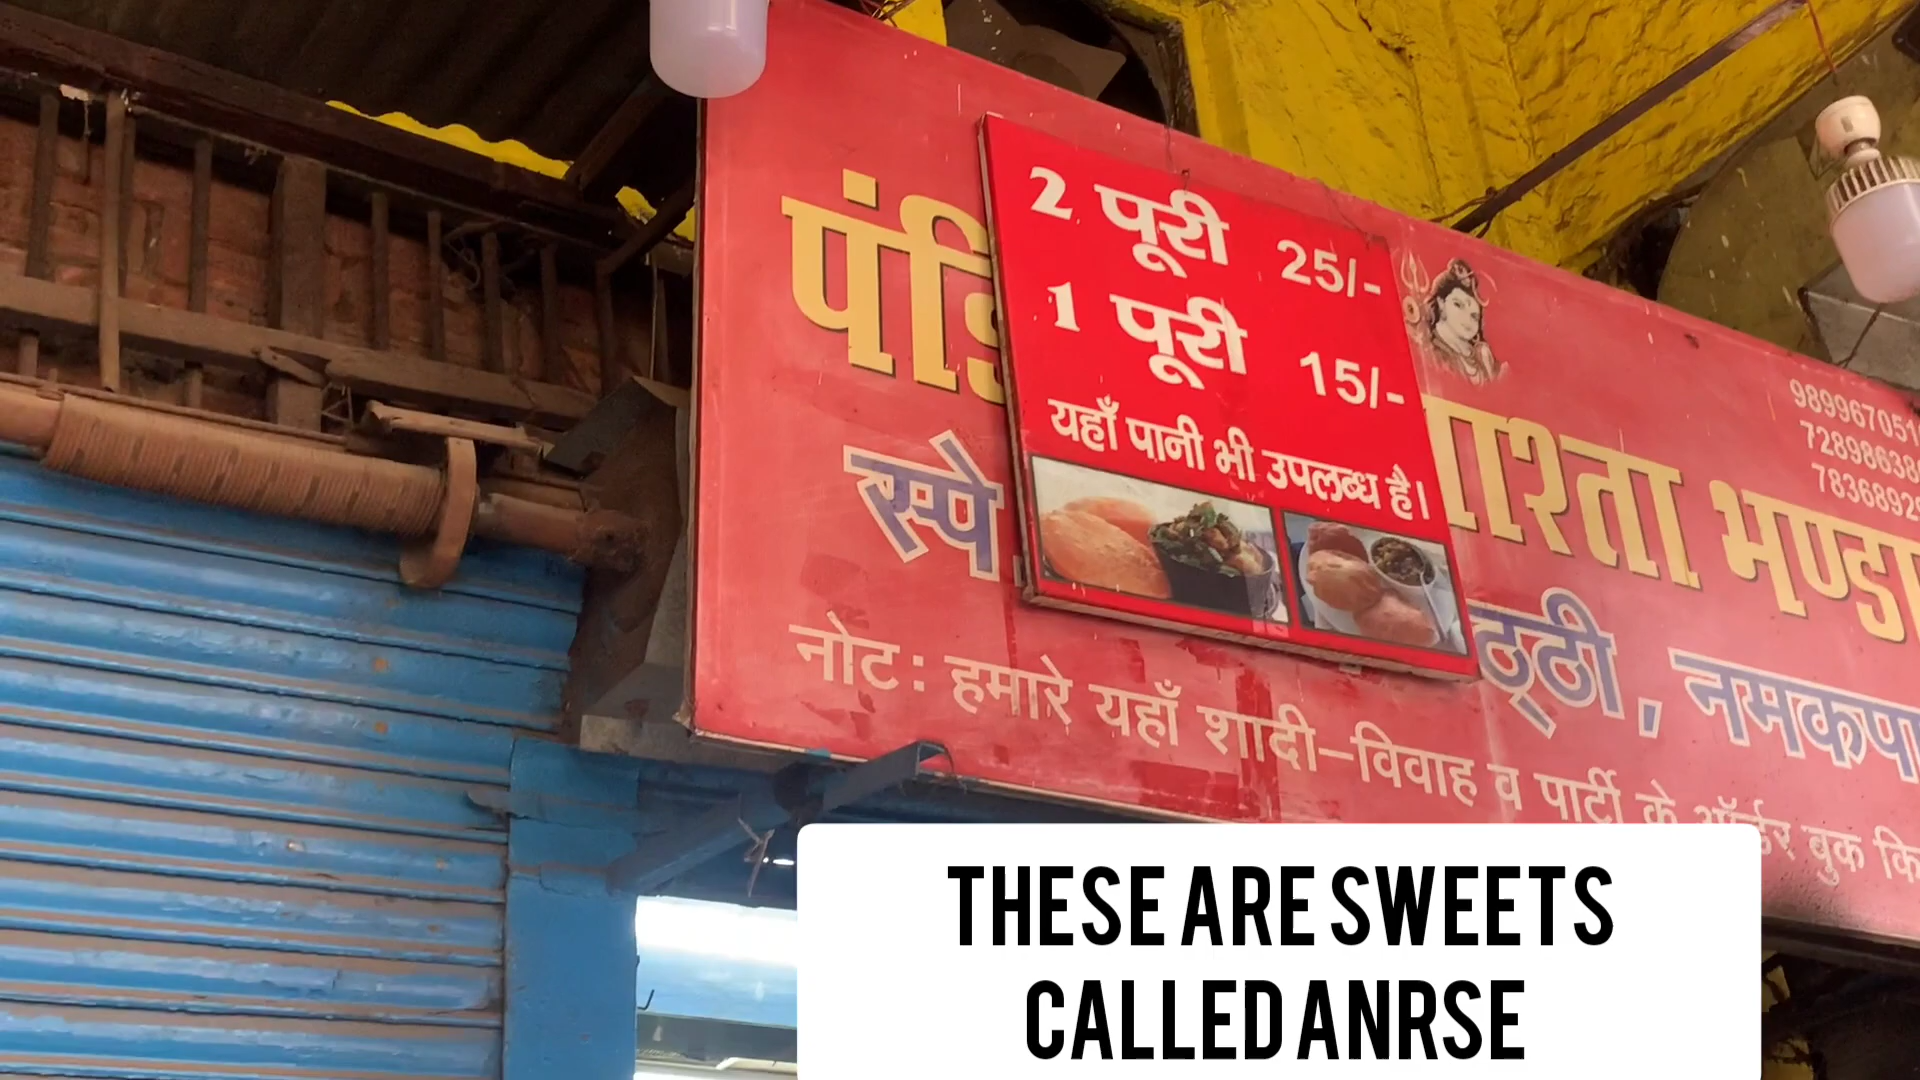 2 पूरी 25/-
1 पूरी 15/-
यहाँ पानी भी उपलब्ध है।
भण्डा
स्पे
नमकपा
नोट: हमारे यहाँ शादी-विवाह व पार्टी के ऑर्डर बुक कि
THESE ARE SWEETS
CALLED ANRSE